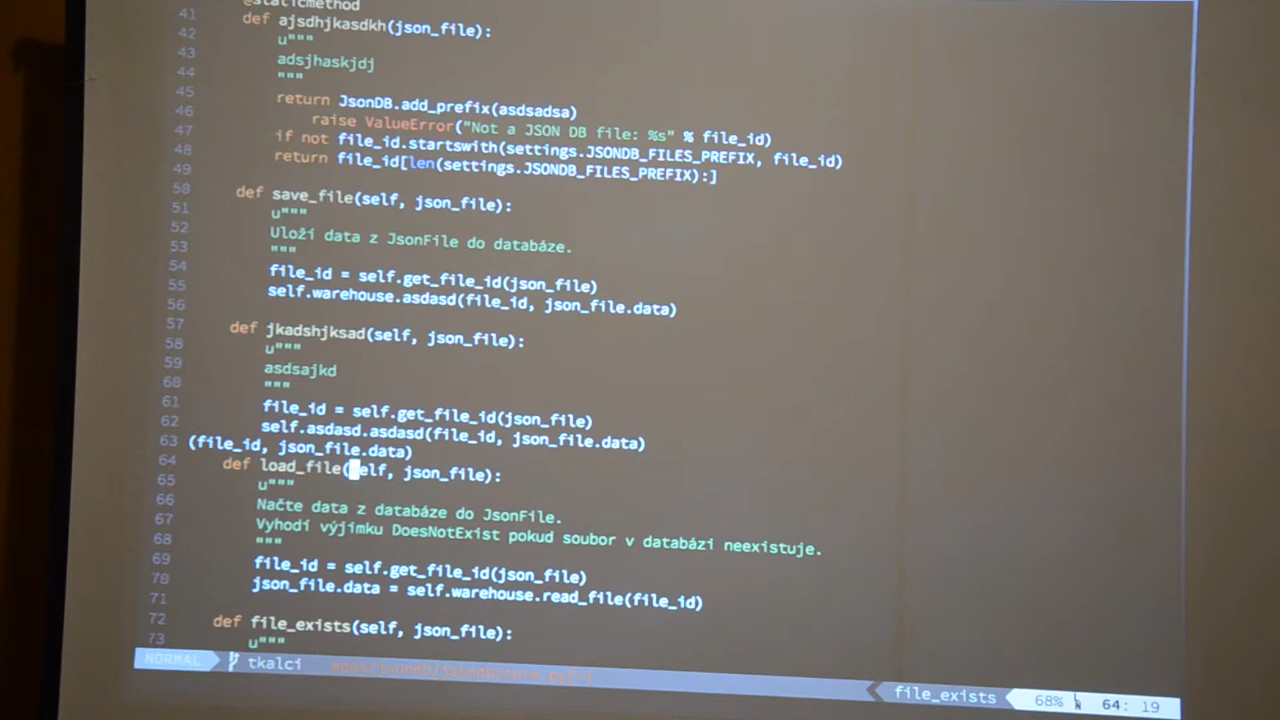 @staticmethod
41 def ajsdhjkasdkh(json_file):
42 u"""
43 adsjhaskjdj
44 """
45 return JsonDB.add_prefix(asdsadsa)
46 raise ValueError("Not a JSON DB file: %s" % file_id)
47 if not file_id.startswith(settings.JSONDB_FILES_PREFIX, file_id)
48 return file_id[len(settings.JSONDB_FILES_PREFIX):]
49
50 def save_file(self, json_file):
51 u"""
52 Uloží data z JsonFile do databáze.
53 """
54 file_id = self.get_file_id(json_file)
55 self.warehouse.asdasd(file_id, json_file.data)
56
57 def jkadshjksad(self, json_file):
58 u"""
59 asdsajkd
60 """
61 file_id = self.get_file_id(json_file)
62 self.asdasd.asdasd(file_id, json_file.data)
63 (file_id, json_file.data)
64 def load_file(self, json_file):
65 u"""
66 Načte data z databáze do JsonFile.
67 Vyhodí výjimku DoesNotExist pokud soubor v databázi neexistuje.
68 """
69 file_id = self.get_file_id(json_file)
70 json_file.data = self.warehouse.read_file(file_id)
71
72 def file_exists(self, json_file):
73 u"""
NORMAL tkalci file_exists 68% 64: 19